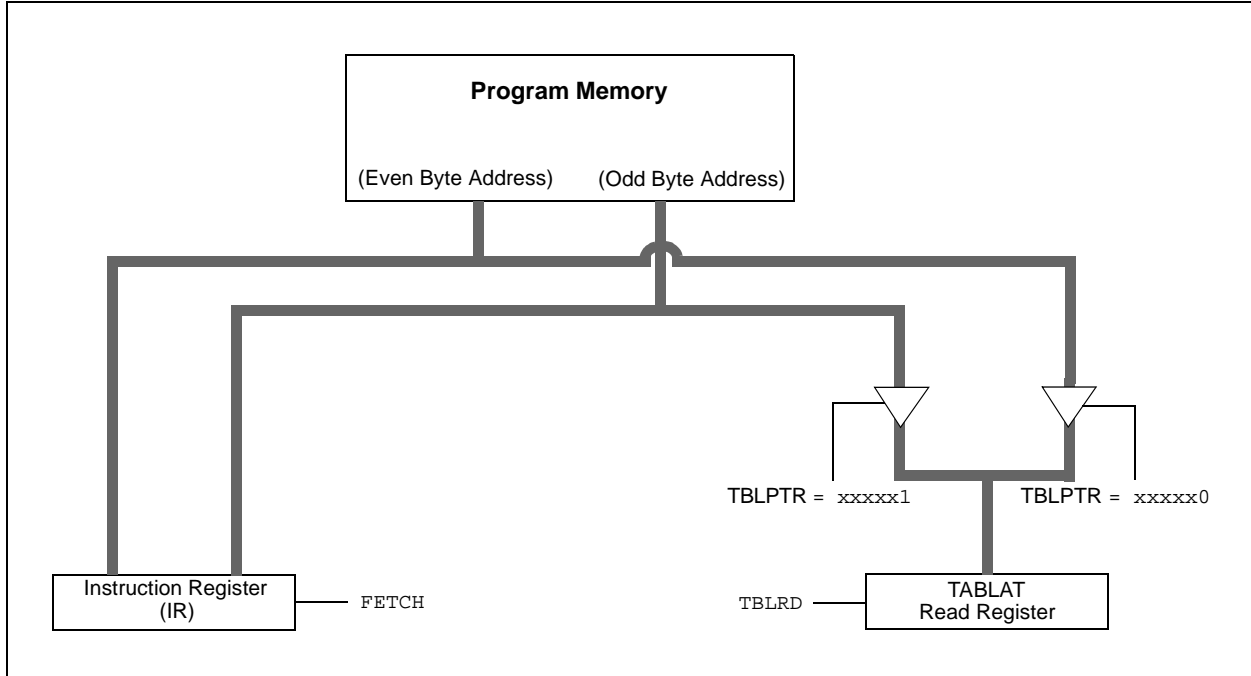 Program Memory
(Even Byte Address) (Odd Byte Address)
TBLPTR = xxxxx1 TBLPTR = xxxxx0
Instruction Register
(IR)
FETCH
TBLRD
TABLAT
Read Register